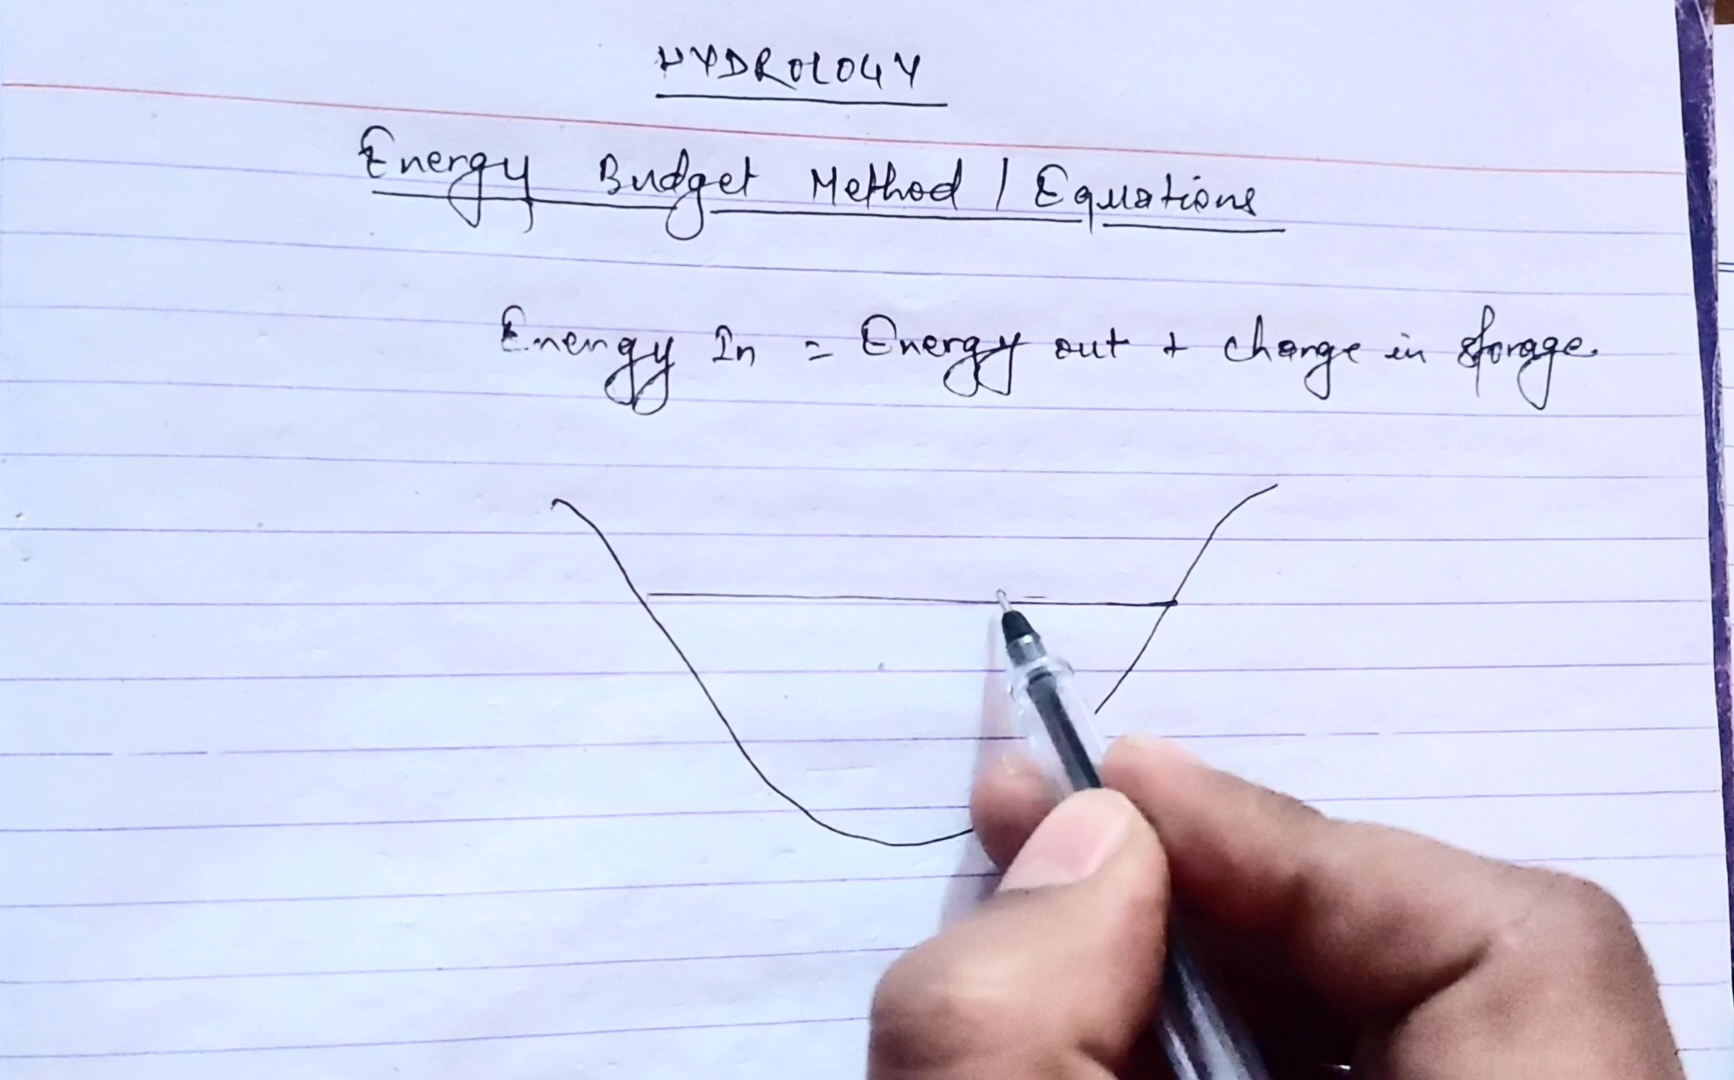 HYDROLOGY
Energy Budget Method / Equations
Energy In = Energy out + change in storage.